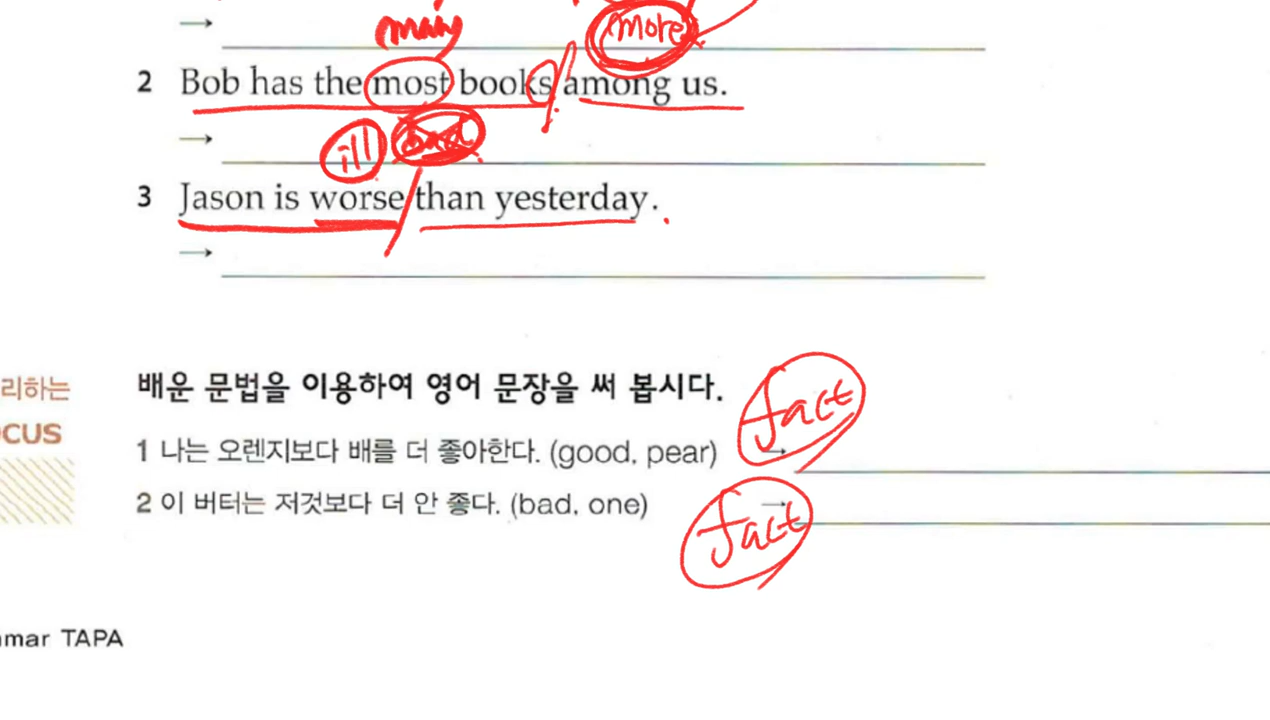 →
many
more
2 Bob has the most books among us.
→
ill bad
3 Jason is worse than yesterday.
→
리하는
배운 문법을 이용하여 영어 문장을 써 봅시다.
fact
CUS
1 나는 오렌지보다 배를 더 좋아한다. (good, pear) →
2 이 버터는 저것보다 더 안 좋다. (bad, one) →
fact
mar TAPA